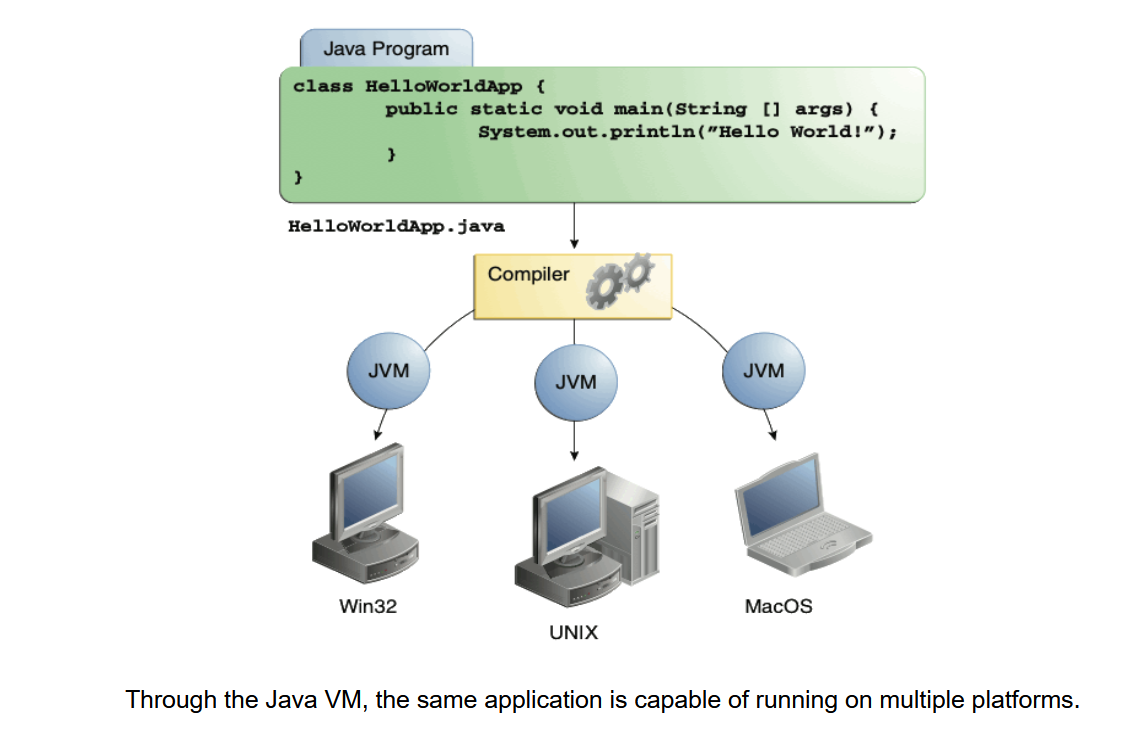 Java Program
class HelloWorldApp {
public static void main(String [] args) {
System.out.println(”Hello World!”);
}
}
HelloWorldApp.java
Compiler
JVM
JVM
JVM
Win32
UNIX
MacOS
Through the Java VM, the same application is capable of running on multiple platforms.